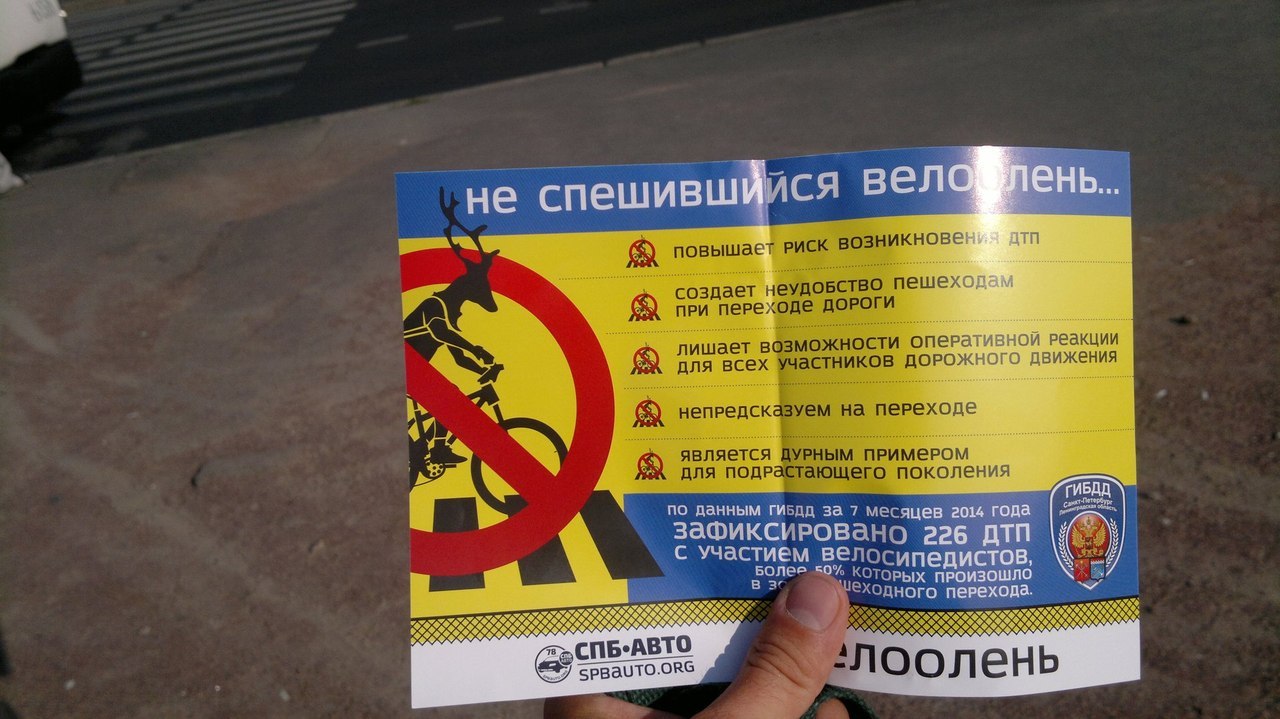 не спешившийся велоолень...
повышает риск возникновения дтп
создает неудобство пешеходам
при переходе дороги
лишает возможности оперативной реакции
для всех участников дорожного движения
непредсказуем на переходе
является дурным примером
для подрастающего поколения
по данным гибдд за 7 месяцев 2014 года
зафиксировано 226 ДТП
с участием велосипедистов,
более 50% которых произошло
в шеходного перехода.
ГИБДД
Санкт-Петербург
Ленинградская область
78
СПБ•АВТО
SPBAUTO.ORG
елоолень